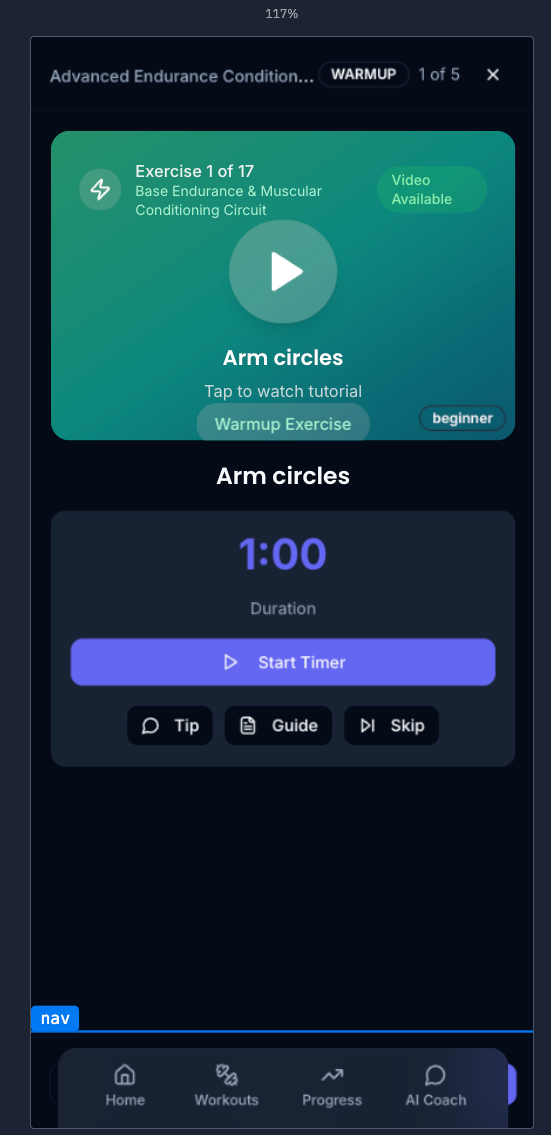 117%
Advanced Endurance Condition... WARMUP 1 of 5
Exercise 1 of 17
Base Endurance & Muscular
Conditioning Circuit
Video
Available
Arm circles
Tap to watch tutorial
Warmup Exercise
beginner
Arm circles
1:00
Duration
Start Timer
Tip Guide Skip
nav
Home Workouts Progress AI Coach